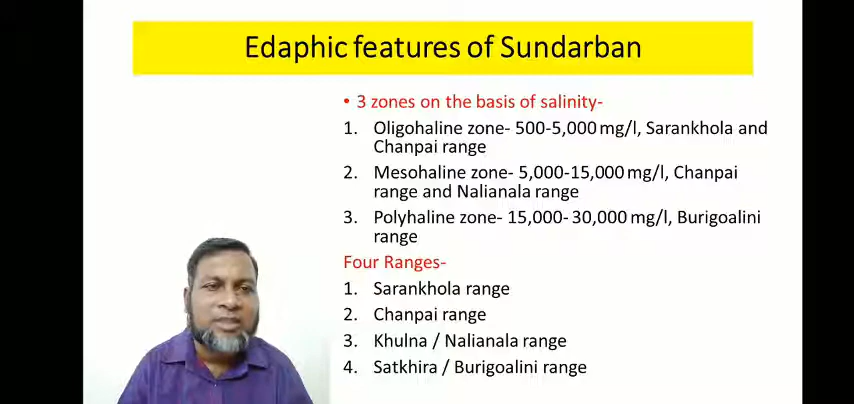 Edaphic features of Sundarban
• 3 zones on the basis of salinity-
1. Oligohaline zone- 500-5,000 mg/l, Sarankhola and
Chanpai range
2. Mesohaline zone- 5,000-15,000 mg/l, Chanpai
range and Nalianala range
3. Polyhaline zone- 15,000- 30,000 mg/l, Burigoalini
range
Four Ranges-
1. Sarankhola range
2. Chanpai range
3. Khulna / Nalianala range
4. Satkhira / Burigoalini range